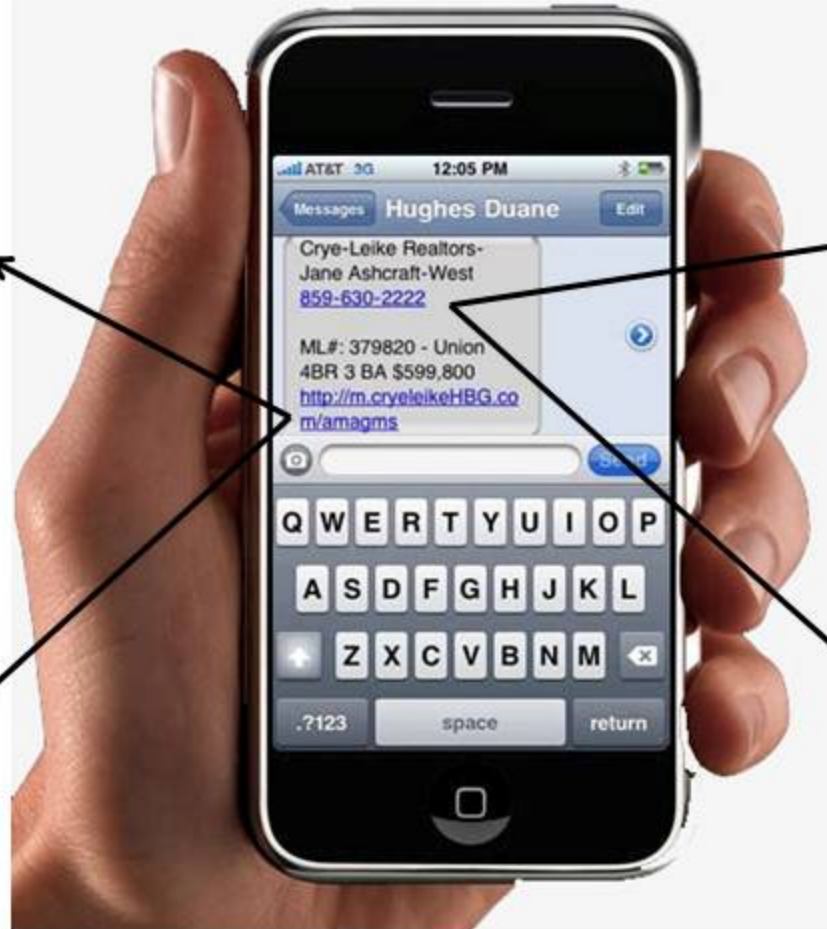 AT&T 3G 12:05 PM
Messages Hughes Duane Edit
Crye-Leike Realtors-
Jane Ashcraft-West
859-630-2222
ML#: 379820 - Union
4BR 3 BA $599,800
http://m.cryeleikeHBG.co
m/amagms
Send
Q W E R T Y U I O P
A S D F G H J K L
Z X C V B N M
.?123 space return